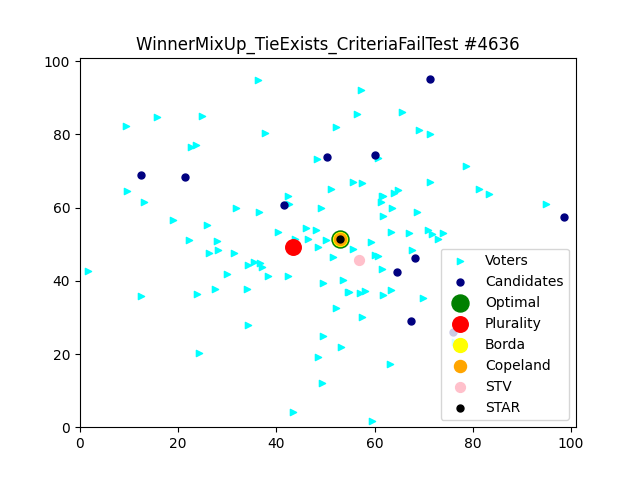 WinnerMixUp_TieExists_CriteriaFailTest #4636
100
80
60
40
20
0
0
20
40
60
80
100
Voters
Candidates
Optimal
Plurality
Borda
Copeland
STV
STAR